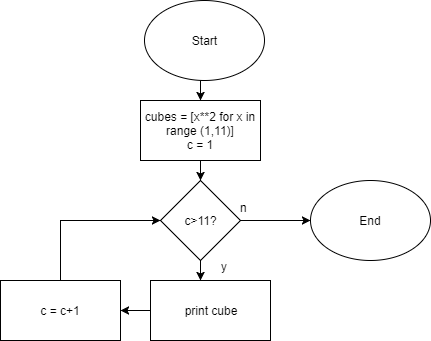 Start
cubes = [x**2 for x in
range (1,11)]
c = 1
c>11?
n
End
y
c = c+1
print cube